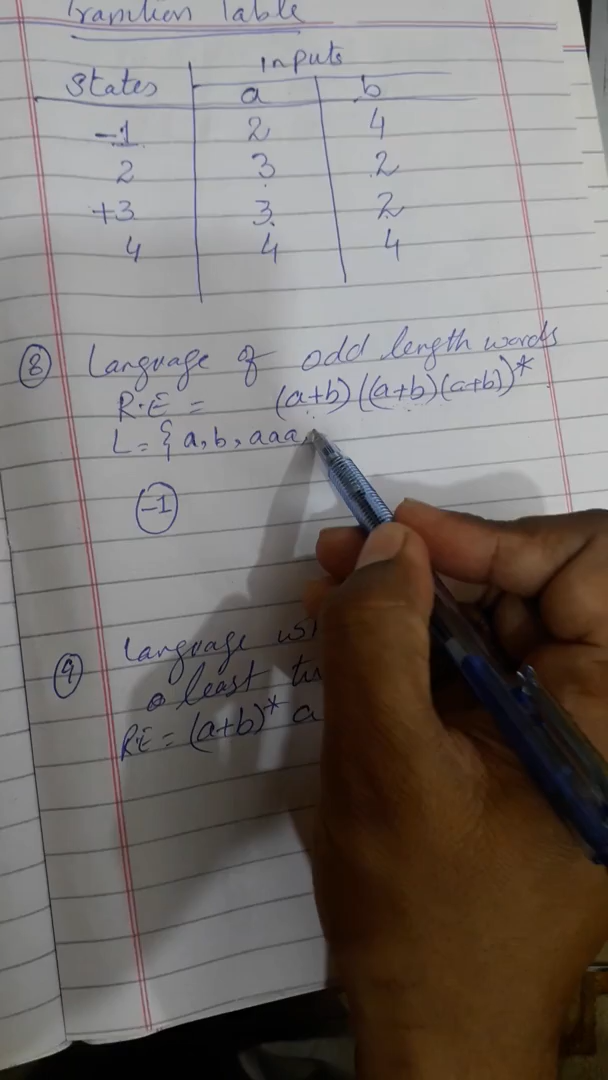 Transition Table
Inputs
States a b
-1 2 4
2 3 2
+3 3 2
4 4 4
8 Language of odd length words
R.E = (a+b)((a+b)(a+b))*
L = { a, b, aaa,
-1
9 Language
least
RE = (a+b)* a